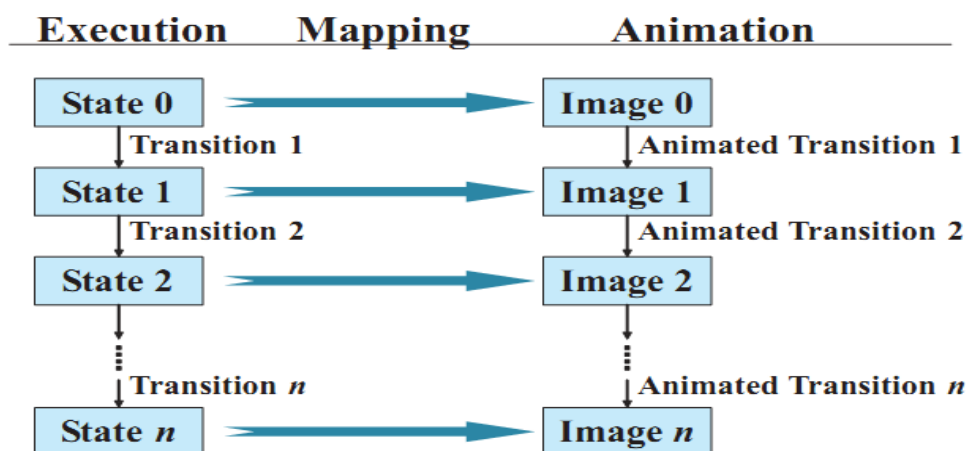 Execution Mapping Animation
State 0 Image 0
Transition 1 Animated Transition 1
State 1 Image 1
Transition 2 Animated Transition 2
State 2 Image 2
Transition n Animated Transition n
State n Image n